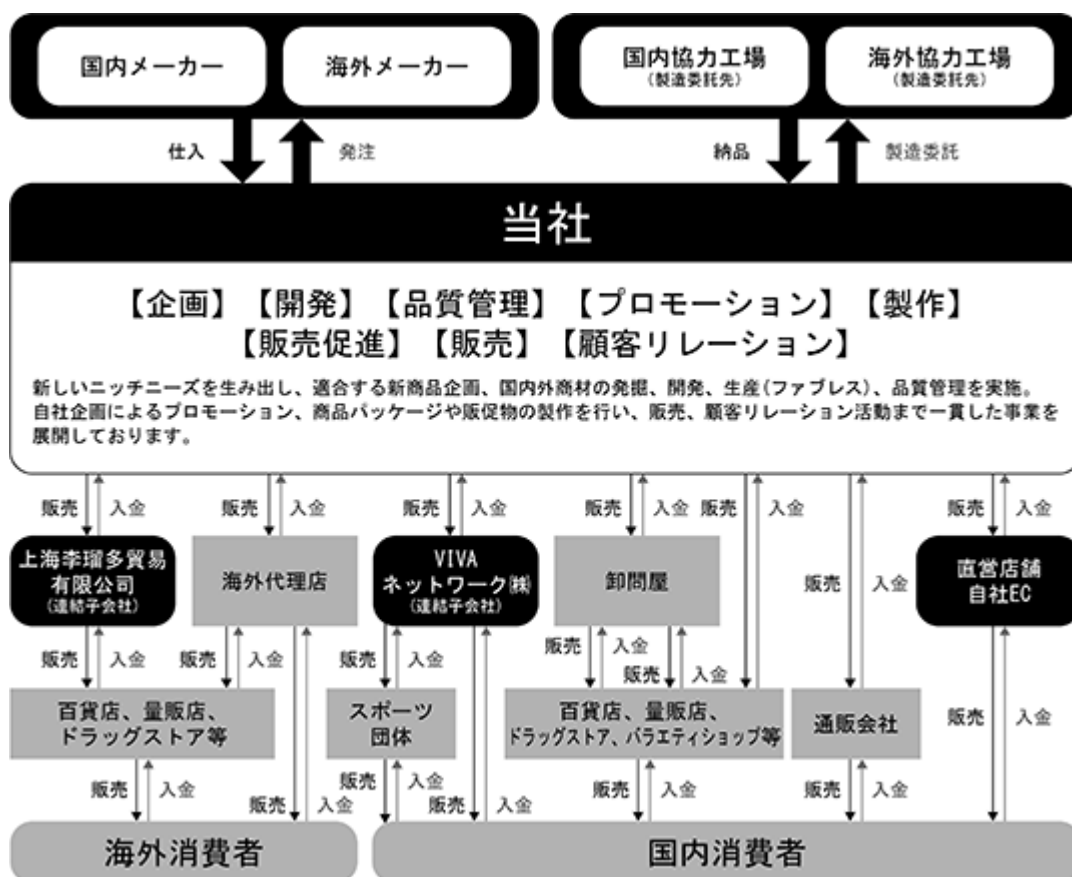 国内メーカー
海外メーカー
国内協力工場
(製造委託先)
海外協力工場
(製造委託先)
仕入
発注
納品
製造委託
当社
【企画】【開発】【品質管理】【プロモーション】【製作】
【販売促進】【販売】【顧客リレーション】
新しいニッチニーズを生み出し、適合する新商品企画、国内外商材の発掘、開発、生産(ファブレス)、品質管理を実施。
自社企画によるプロモーション、商品パッケージや販促物の製作を行い、販売、顧客リレーション活動まで一貫した事業を
展開しております。
販売
入金
販売
入金
販売
入金
販売
入金
販売
入金
販売
入金
上海李瑠多貿易
有限公司
(連結子会社)
海外代理店
VIVA
ネットワーク㈱
(連結子会社)
卸問屋
販売
入金
直営店舗
自社EC
販売
入金
販売
入金
販売
入金
販売
入金
販売
入金
販売
入金
百貨店、量販店、
ドラッグストア等
スポーツ
団体
百貨店、量販店、
ドラッグストア、バラエティショップ等
通販会社
販売
入金
販売
入金
販売
入金
販売
入金
販売
入金
販売
入金
海外消費者
国内消費者